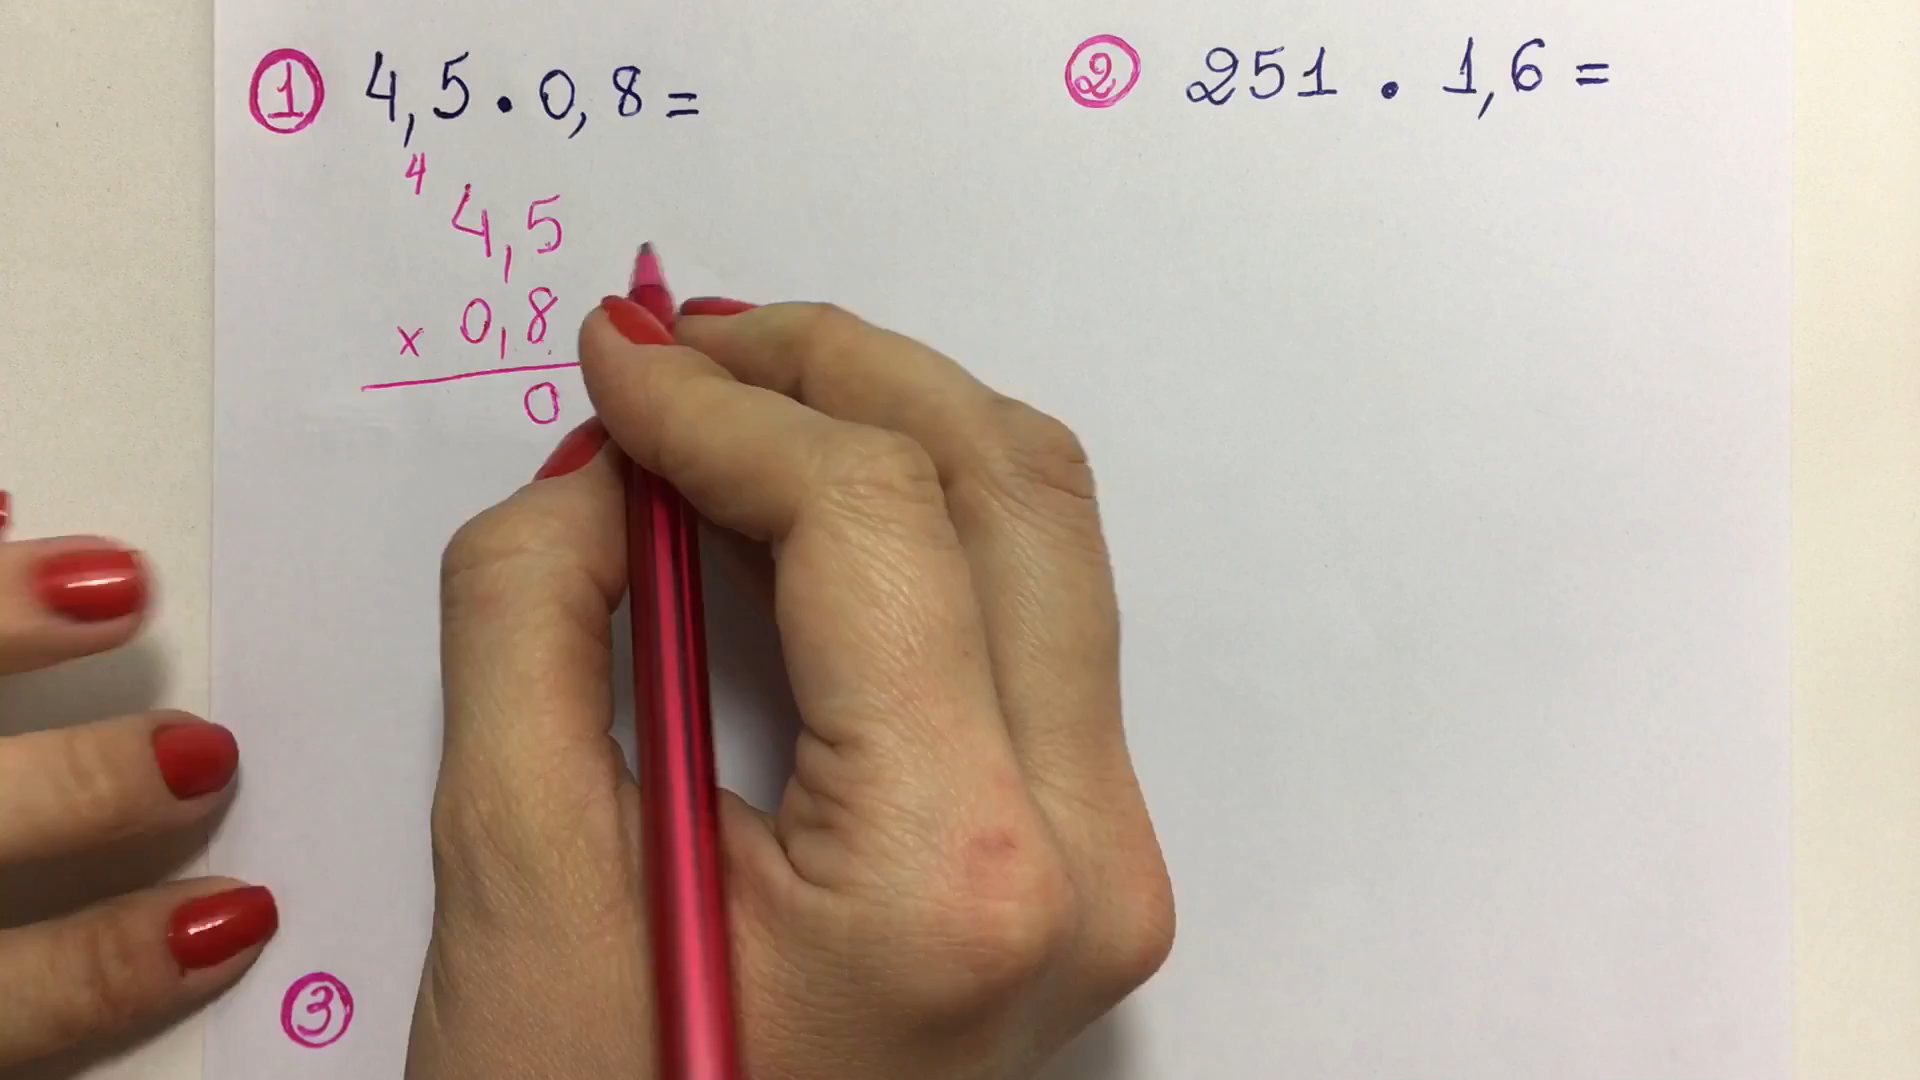 ① 4,5 · 0,8 =
4
4,5
x 0,8
0
② 251 . 1,6 =
③